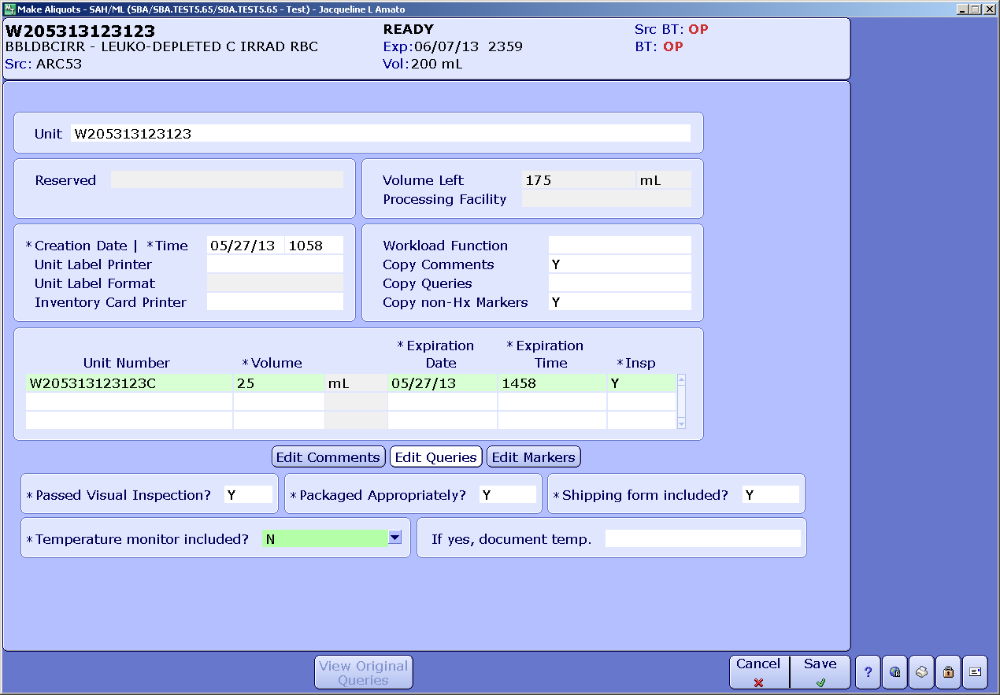 Make Aliquots - SAH/ML (SBA/SBA.TEST5.65/SBA.TEST5.65 - Test) - Jacqueline L Amato
W205313123123 READY Src BT: OP
BBLDBCIRR - LEUKO-DEPLETED C IRRAD RBC Exp:06/07/13 2359 BT: OP
Src: ARC53 Vol:200 mL
Unit W205313123123
Reserved Volume Left 175 mL
Processing Facility
*Creation Date | *Time 05/27/13 1058 Workload Function
Unit Label Printer Copy Comments Y
Unit Label Format Copy Queries
Inventory Card Printer Copy non-Hx Markers Y
*Expiration *Expiration
Unit Number *Volume Date Time *Insp
W205313123123C 25 mL 05/27/13 1458 Y
Edit Comments Edit Queries Edit Markers
*Passed Visual Inspection? Y *Packaged Appropriately? Y *Shipping form included? Y
*Temperature monitor included? N If yes, document temp.
View Original Cancel Save ?
Queries